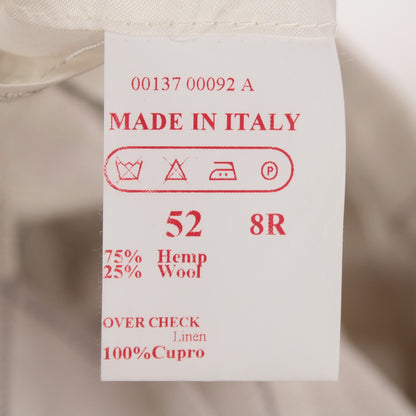 00137 00092 A
MADE IN ITALY
P
52 8R
75% Hemp
25% Wool
OVER CHECK
Linen
100%Cupro